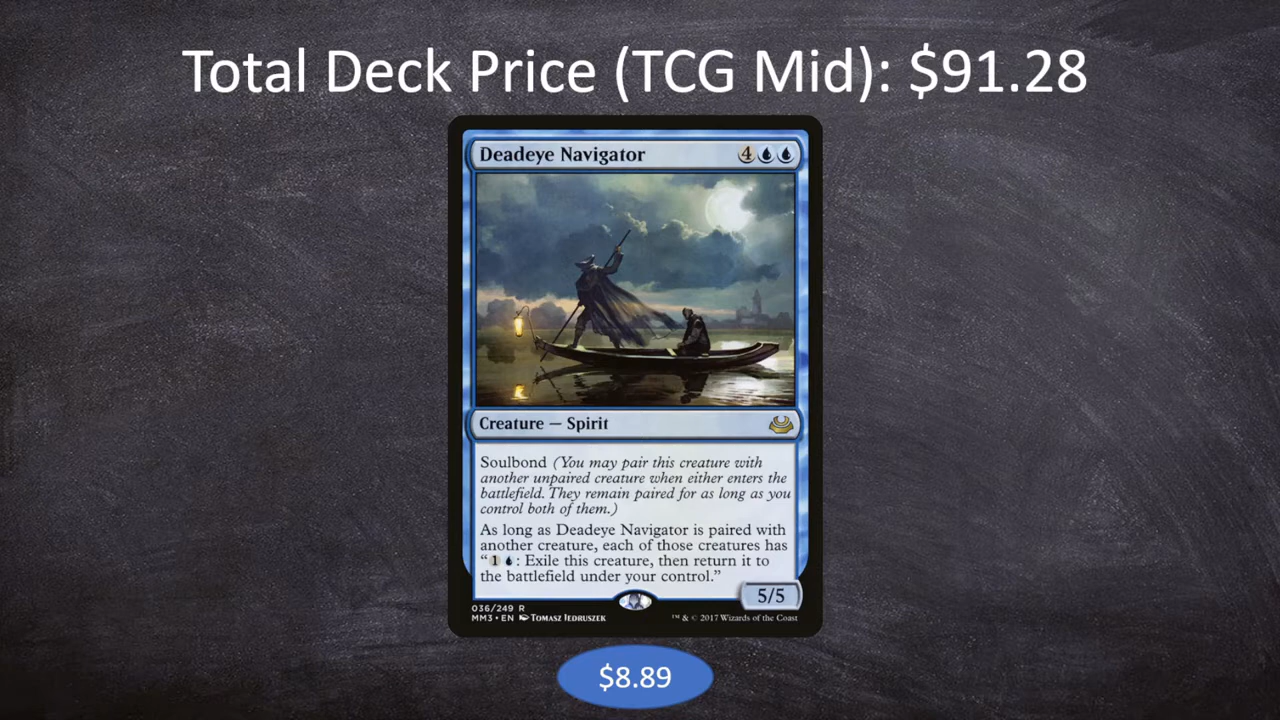 Total Deck Price (TCG Mid): $91.28
Deadeye Navigator 4
Creature — Spirit
Soulbond (You may pair this creature with
another unpaired creature when either enters the
battlefield. They remain paired for as long as you
control both of them.)
As long as Deadeye Navigator is paired with
another creature, each of those creatures has
“1 : Exile this creature, then return it to
the battlefield under your control.”
5/5
036/249 R
MM3 • EN Tomasz Jedruszek
™ & © 2017 Wizards of the Coast
$8.89